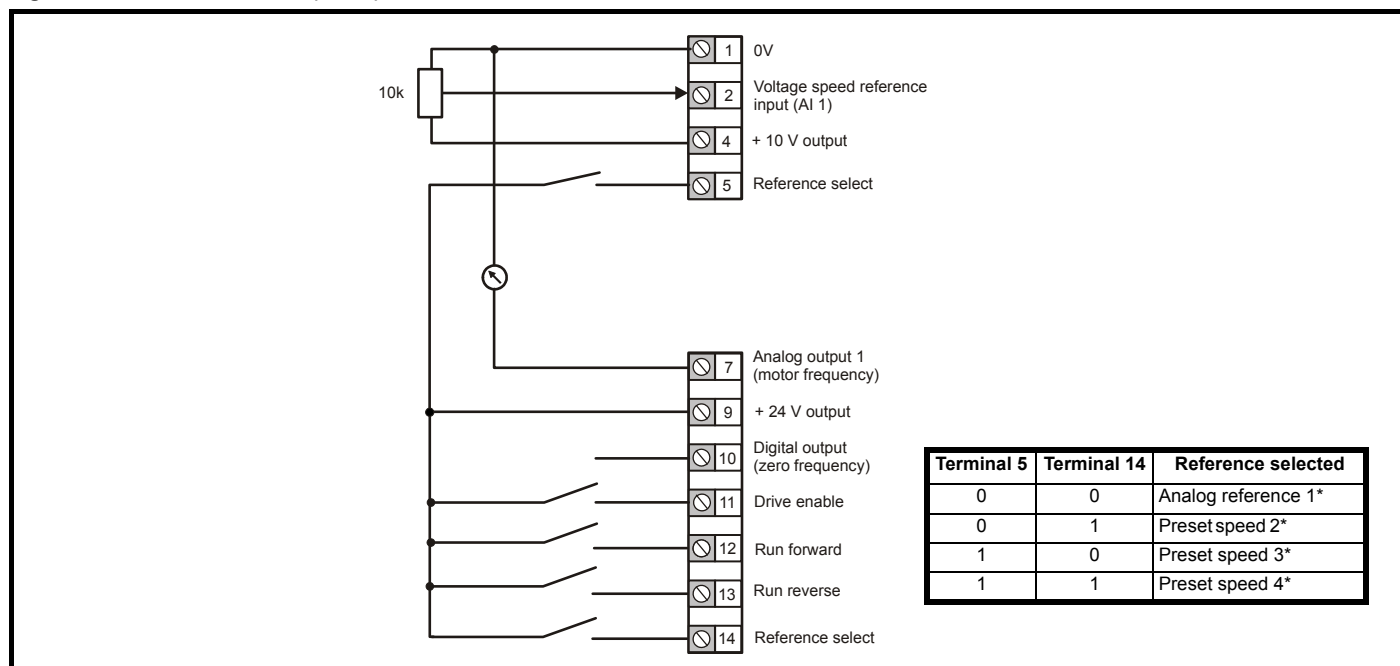 1 0V
10k
2 Voltage speed reference
input (AI 1)
4 + 10 V output
5 Reference select
7 Analog output 1
(motor frequency)
9 + 24 V output
10 Digital output
(zero frequency)
11 Drive enable
12 Run forward
13 Run reverse
14 Reference select
Terminal 5 Terminal 14 Reference selected
0 0 Analog reference 1*
0 1 Preset speed 2*
1 0 Preset speed 3*
1 1 Preset speed 4*